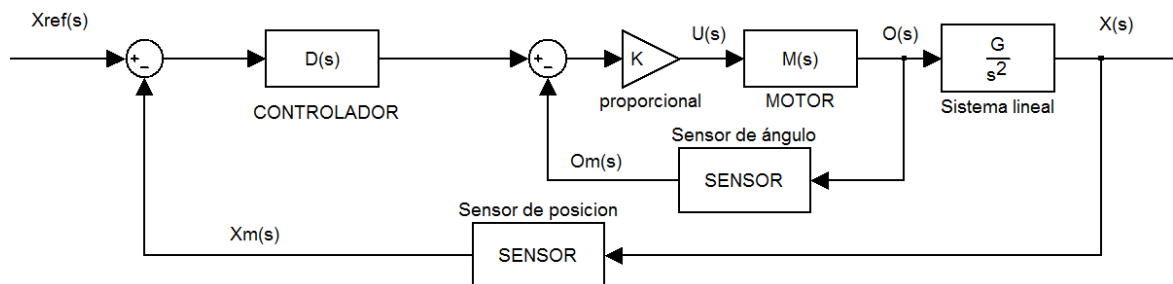 Xref(s)
+
-
D(s)
CONTROLADOR
+
-
K
proporcional
U(s)
M(s)
MOTOR
O(s)
G
s2
Sistema lineal
X(s)
Sensor de ángulo
Om(s)
SENSOR
Sensor de posicion
Xm(s)
SENSOR